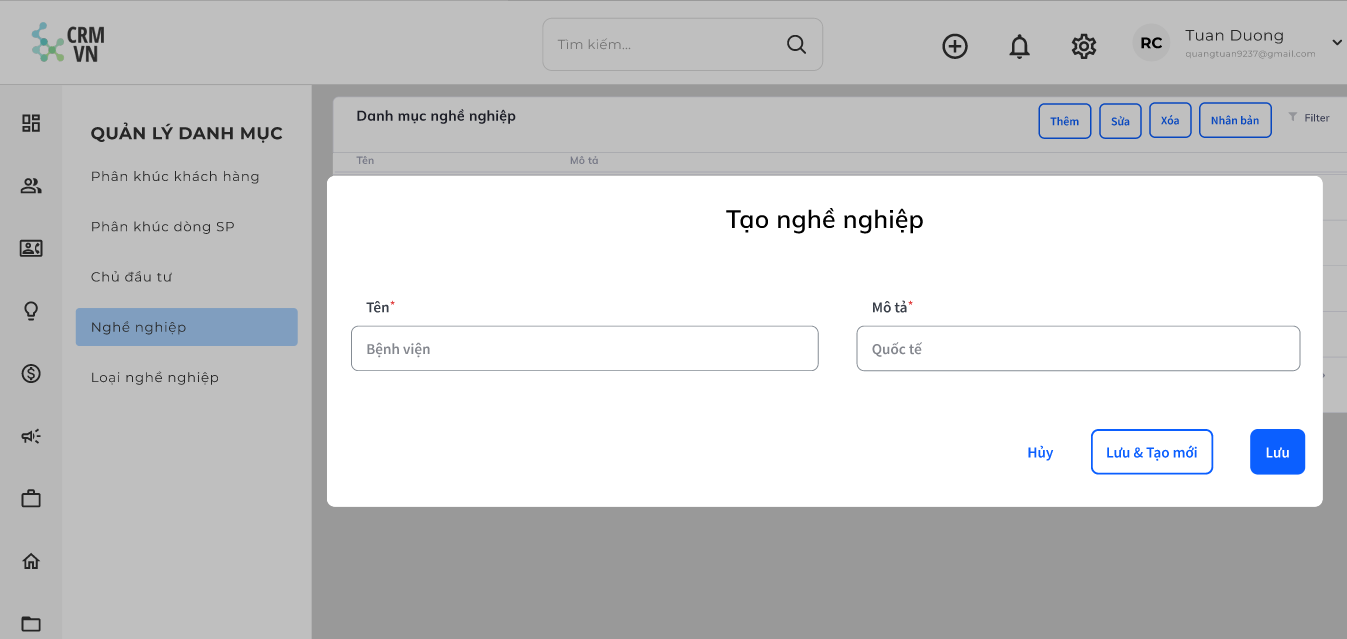 CRM
VN
Tìm kiếm...
RC
Tuan Duong
quangtuan9237@gmail.com
QUẢN LÝ DANH MỤC
Phân khúc khách hàng
Phân khúc dòng SP
Chủ đầu tư
Nghề nghiệp
Loại nghề nghiệp
Danh mục nghề nghiệp
Thêm
Sửa
Xóa
Nhân bản
Filter
Tên
Mô tả
Tạo nghề nghiệp
Tên*
Mô tả*
Bệnh viện
Quốc tế
Hủy
Lưu & Tạo mới
Lưu